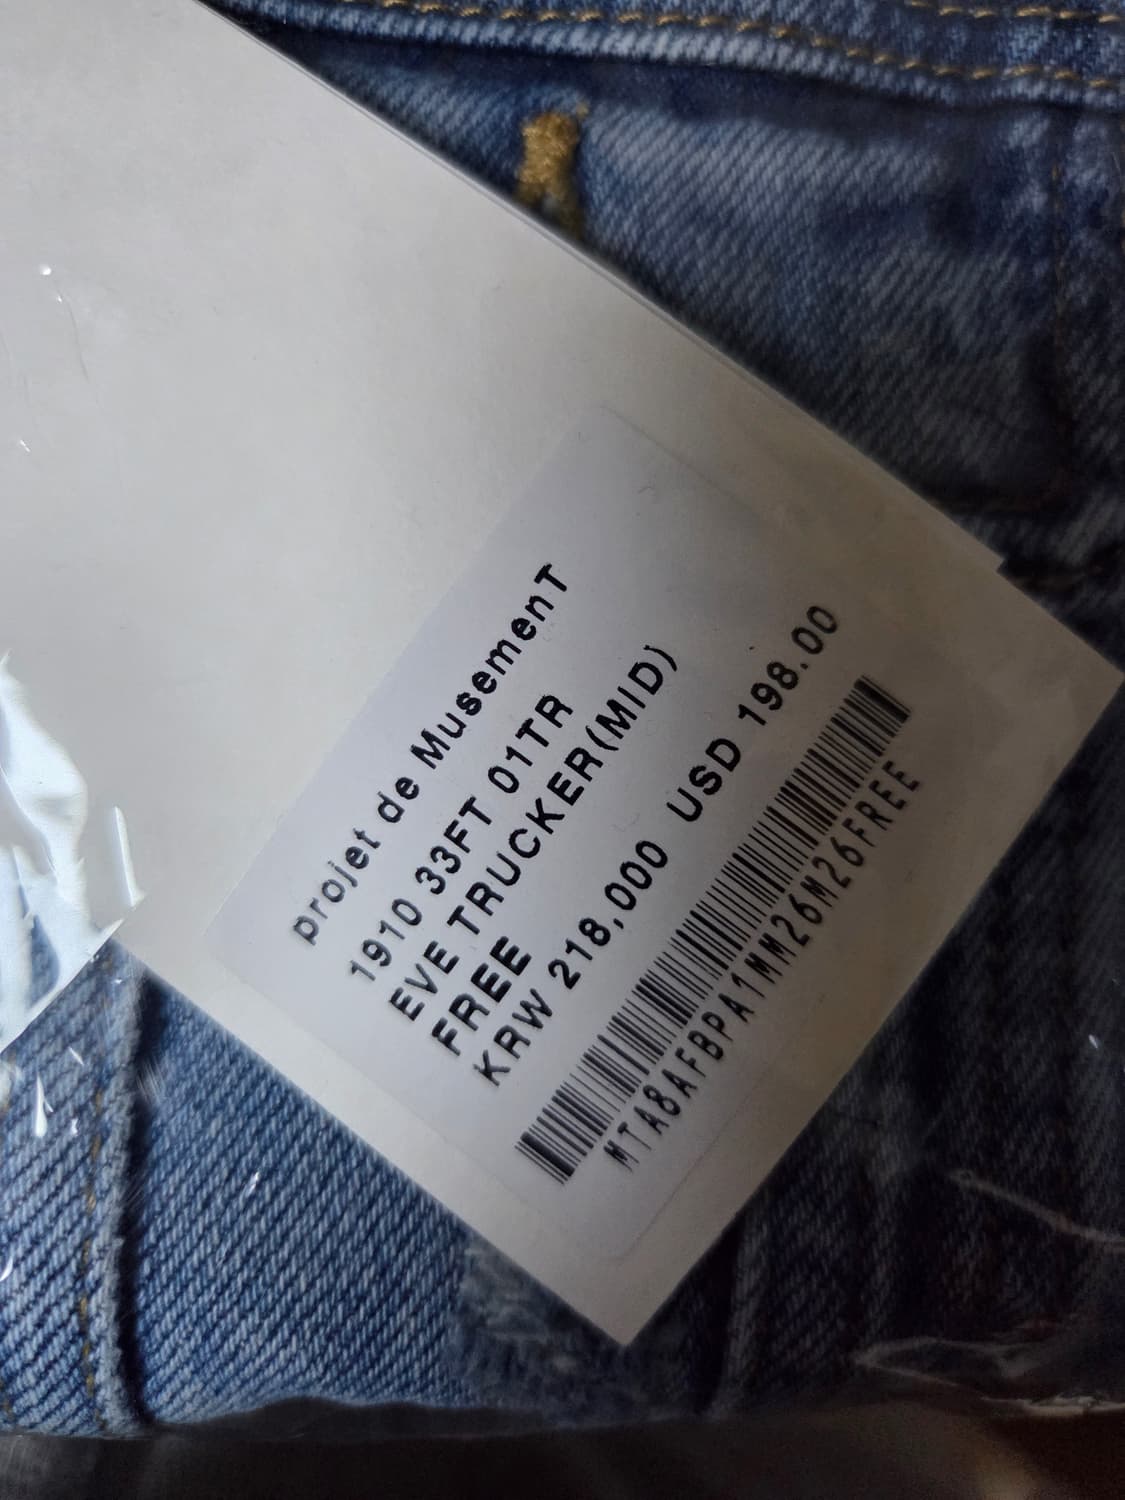 projet de MusemenT
1910 33FT 01TR
EVE TRUCKER(MID)
FREE
KRW 218,000 USD 198.00
MTA8AFBPA1MM26M26FREE